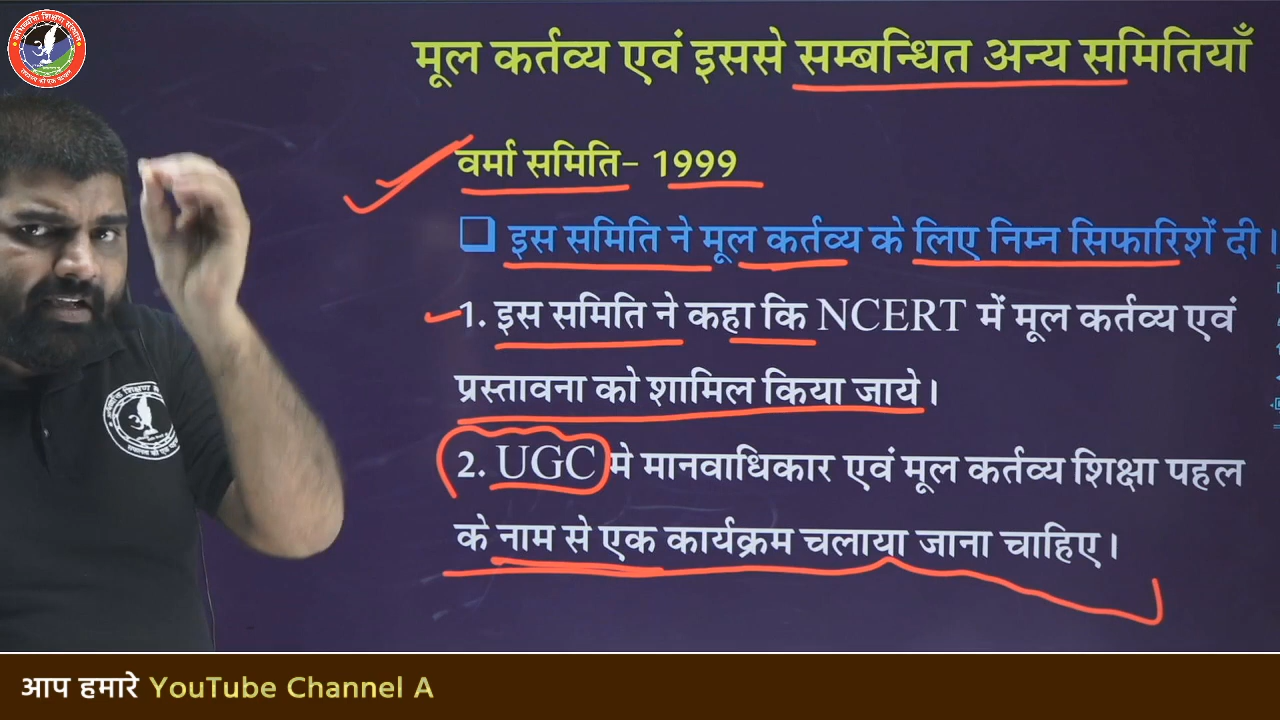 मूल कर्तव्य एवं इससे सम्बन्धित अन्य समितियाँ
वर्मा समिति– 1999
इस समिति ने मूल कर्तव्य के लिए निम्न सिफारिशें दी।
1. इस समिति ने कहा कि NCERT में मूल कर्तव्य एवं
प्रस्तावना को शामिल किया जाये।
2. UGC मे मानवाधिकार एवं मूल कर्तव्य शिक्षा पहल
के नाम से एक कार्यक्रम चलाया जाना चाहिए।
आप हमारे YouTube Channel A